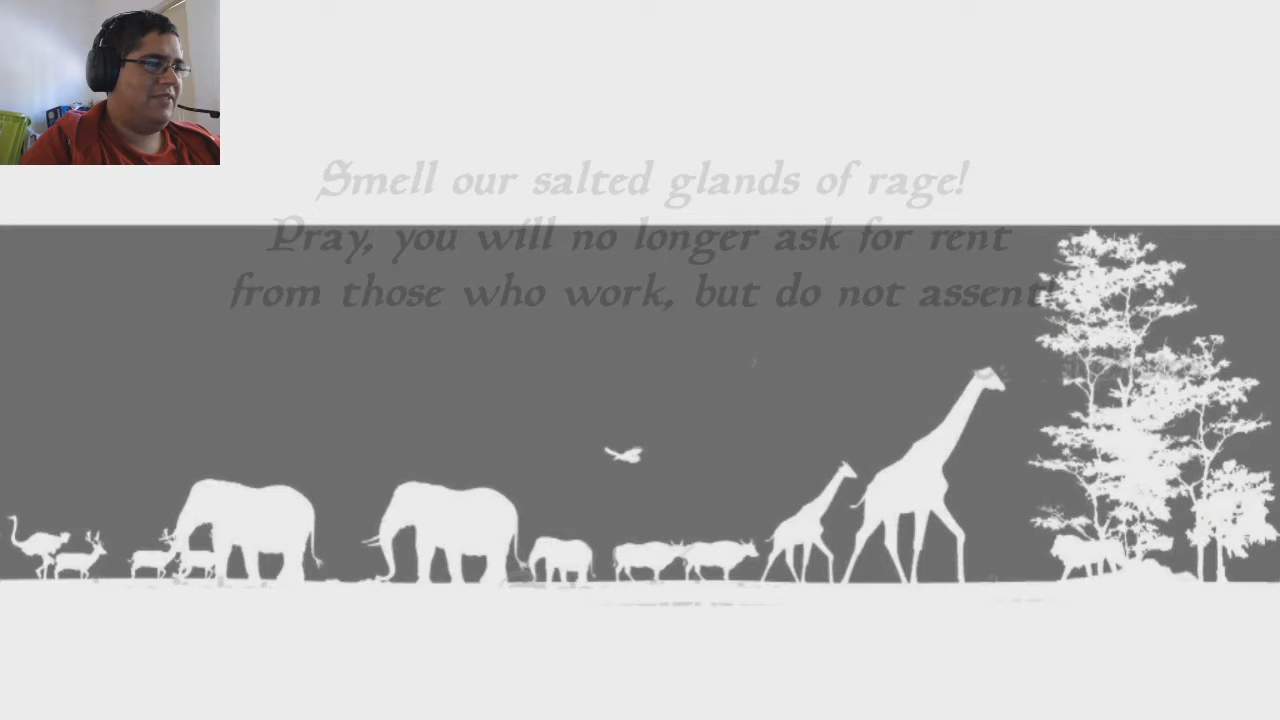 Smell our salted glands of rage!
Pray, you will no longer ask for rent
from those who work, but do not assent!